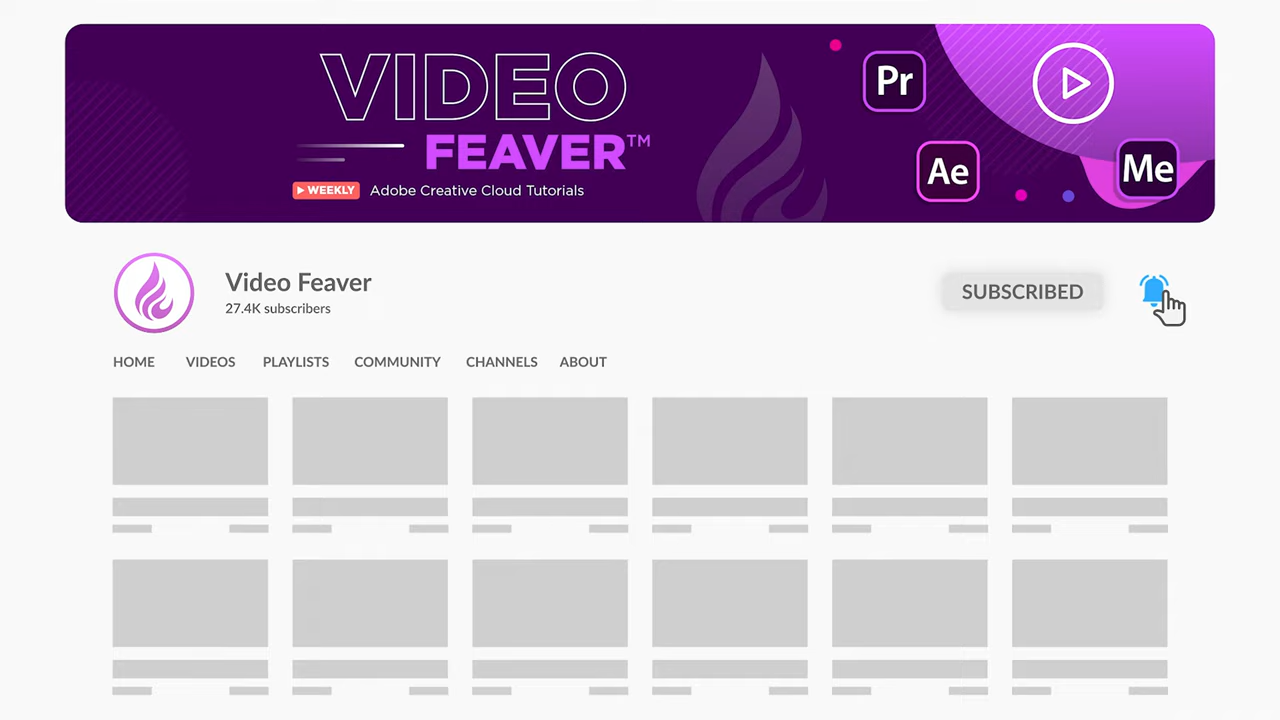 VIDEO
FEAVER™
WEEKLY Adobe Creative Cloud Tutorials
Pr
Ae
Me
Video Feaver
27.4K subscribers
SUBSCRIBED
HOME VIDEOS PLAYLISTS COMMUNITY CHANNELS ABOUT